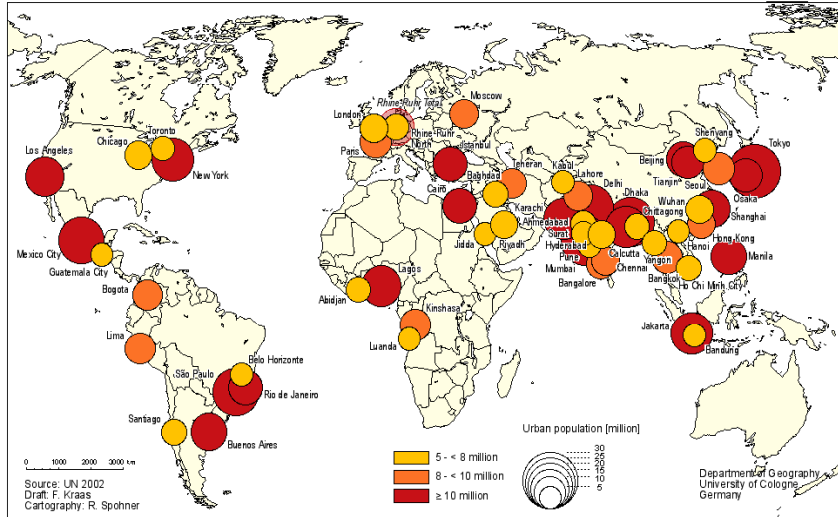 Rhine-Ruhr Total
Moscow
London
Rhine-Ruhr
North
Paris
Istanbul
Toronto
Chicago
Los Angeles
New York
Mexico City
Guatemala City
Bogota
Lima
Belo Horizonte
São Paulo
Rio de Janeiro
Santiago
Buenos Aires
Baghdad
Teheran
Cairo
Jidda
Riyadh
Lagos
Abidjan
Kinshasa
Luanda
Kabul
Lahore
Delhi
Karachi
Dhaka
Ahmedabad
Chittagong
Surat
Hyderabad
Pune
Mumbai
Bangalore
Calcutta
Chennai
Yangon
Bangkok
Hanoi
Ho Chi Minh City
Shenyang
Beijing
Tianjin
Seoul
Tokyo
Osaka
Wuhan
Shanghai
Hong Kong
Manila
Jakarta
Bandung
0 1000 2000 3000 km
Source: UN 2002
Draft: F. Kraas
Cartography: R. Spohner
5 - < 8 million
8 - < 10 million
≥ 10 million
Urban population [million]
30
25
20
15
10
5
Department of Geography
University of Cologne
Germany